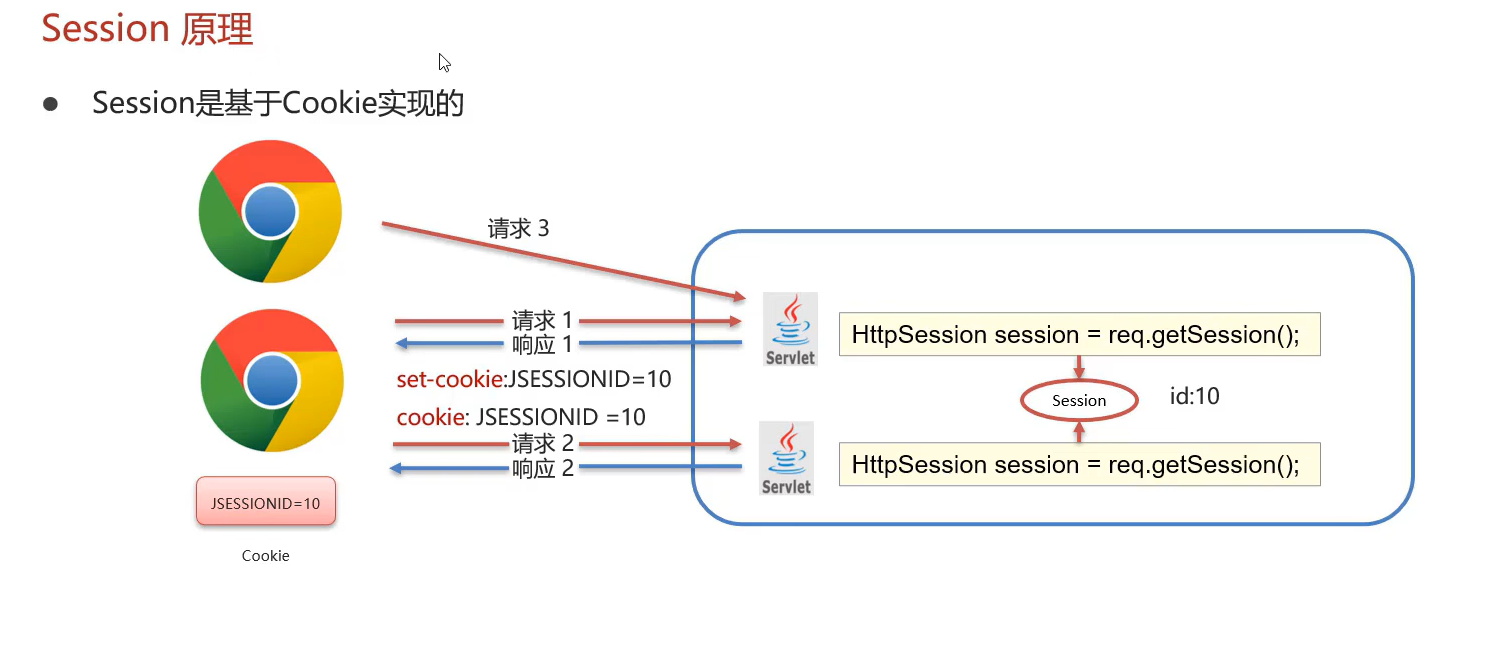 Session 原理
● Session是基于Cookie实现的
请求 3
请求 1
响应 1
Servlet
HttpSession session = req.getSession();
set-cookie:JSESSIONID=10
Session
id:10
cookie: JSESSIONID =10
请求 2
响应 2
Servlet
HttpSession session = req.getSession();
JSESSIONID=10
Cookie